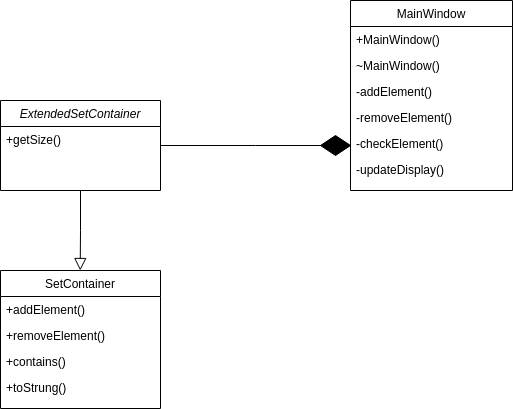 MainWindow
+MainWindow()
~MainWindow()
-addElement()
-removeElement()
-checkElement()
-updateDisplay()
ExtendedSetContainer
+getSize()
SetContainer
+addElement()
+removeElement()
+contains()
+toStrung()